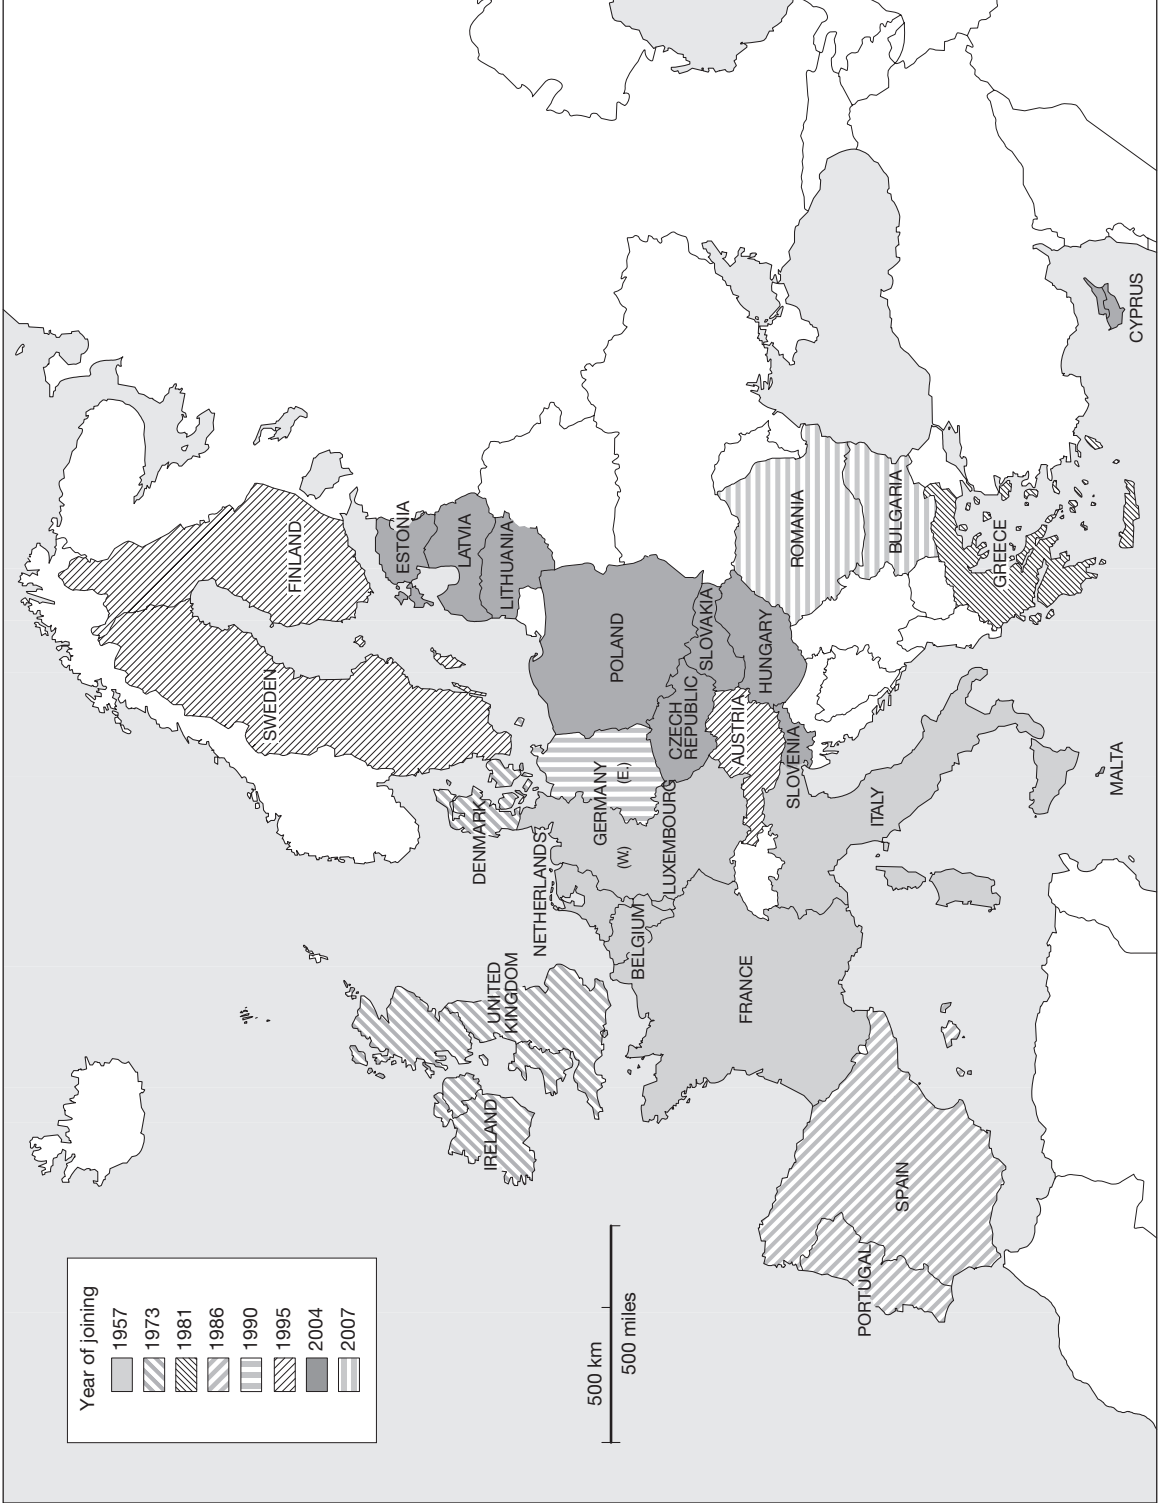 Year of joining
1957
1973
1981
1986
1990
1995
2004
2007
500 km
500 miles
FINLAND
SWEDEN
ESTONIA
LATVIA
LITHUANIA
DENMARK
IRELAND
UNITED
KINGDOM
NETHERLANDS
BELGIUM
LUXEMBOURG
GERMANY
(W.)
(E.)
POLAND
CZECH
REPUBLIC
SLOVAKIA
AUSTRIA
HUNGARY
SLOVENIA
ROMANIA
BULGARIA
FRANCE
ITALY
PORTUGAL
SPAIN
GREECE
MALTA
CYPRUS